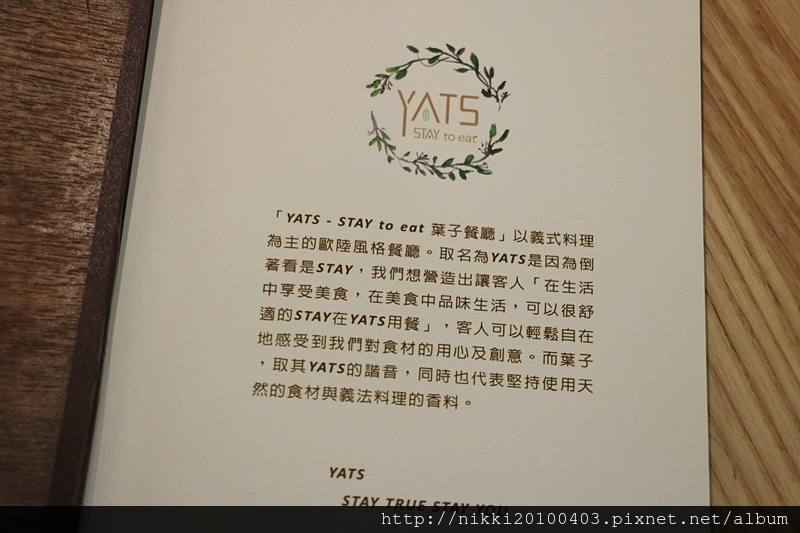 YATS
STAY to eat
「YATS - STAY to eat 葉子餐廳」以義式料理
為主的歐陸風格餐廳。取名為YATS是因為倒
著看是STAY，我們想營造出讓客人「在生活
中享受美食，在美食中品味生活，可以很舒
適的STAY在YATS用餐」，客人可以輕鬆自在
地感受到我們對食材的用心及創意。而葉子
，取其YATS的諧音，同時也代表堅持使用天
然的食材與義法料理的香料。
YATS
STAY TRUE STAY YOU
http://nikki20100403.pixnet.net/album